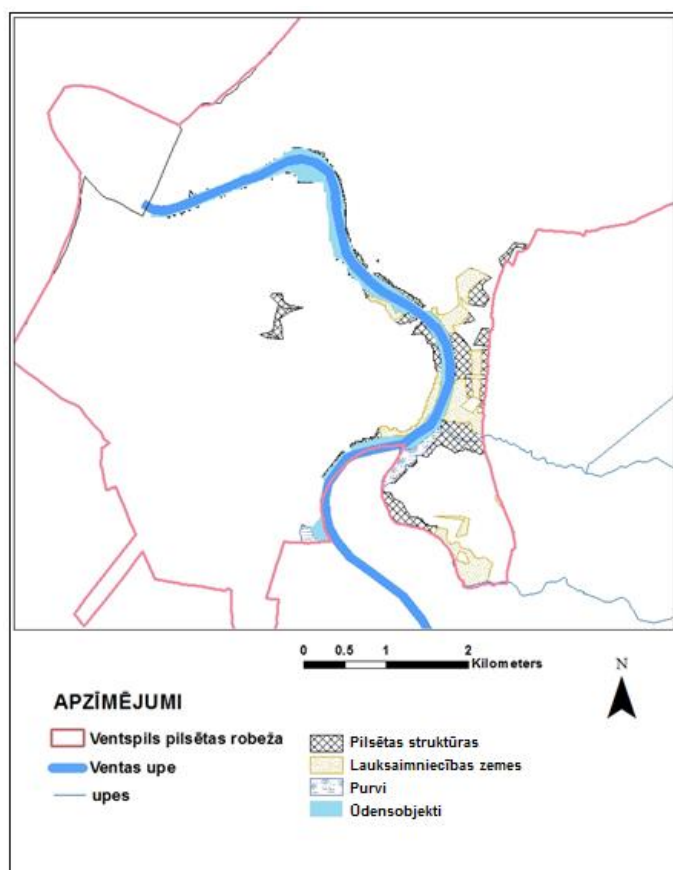 0 0.5 1 2
Kilometers
N
APZĪMĒJUMI
Ventspils pilsētas robeža
Ventas upe
upes
Pilsētas struktūras
Lauksaimniecības zemes
Purvi
Ūdensobjekti